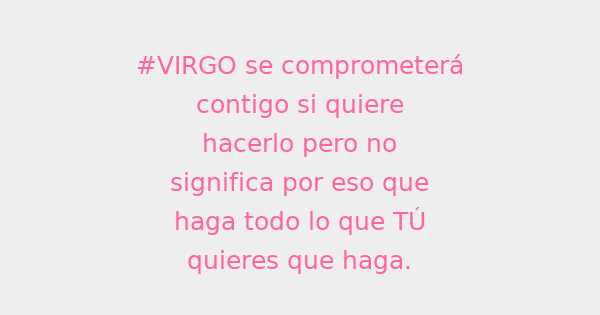 #VIRGO se comprometerá
contigo si quiere
hacerlo pero no
significa por eso que
haga todo lo que TÚ
quieres que haga.